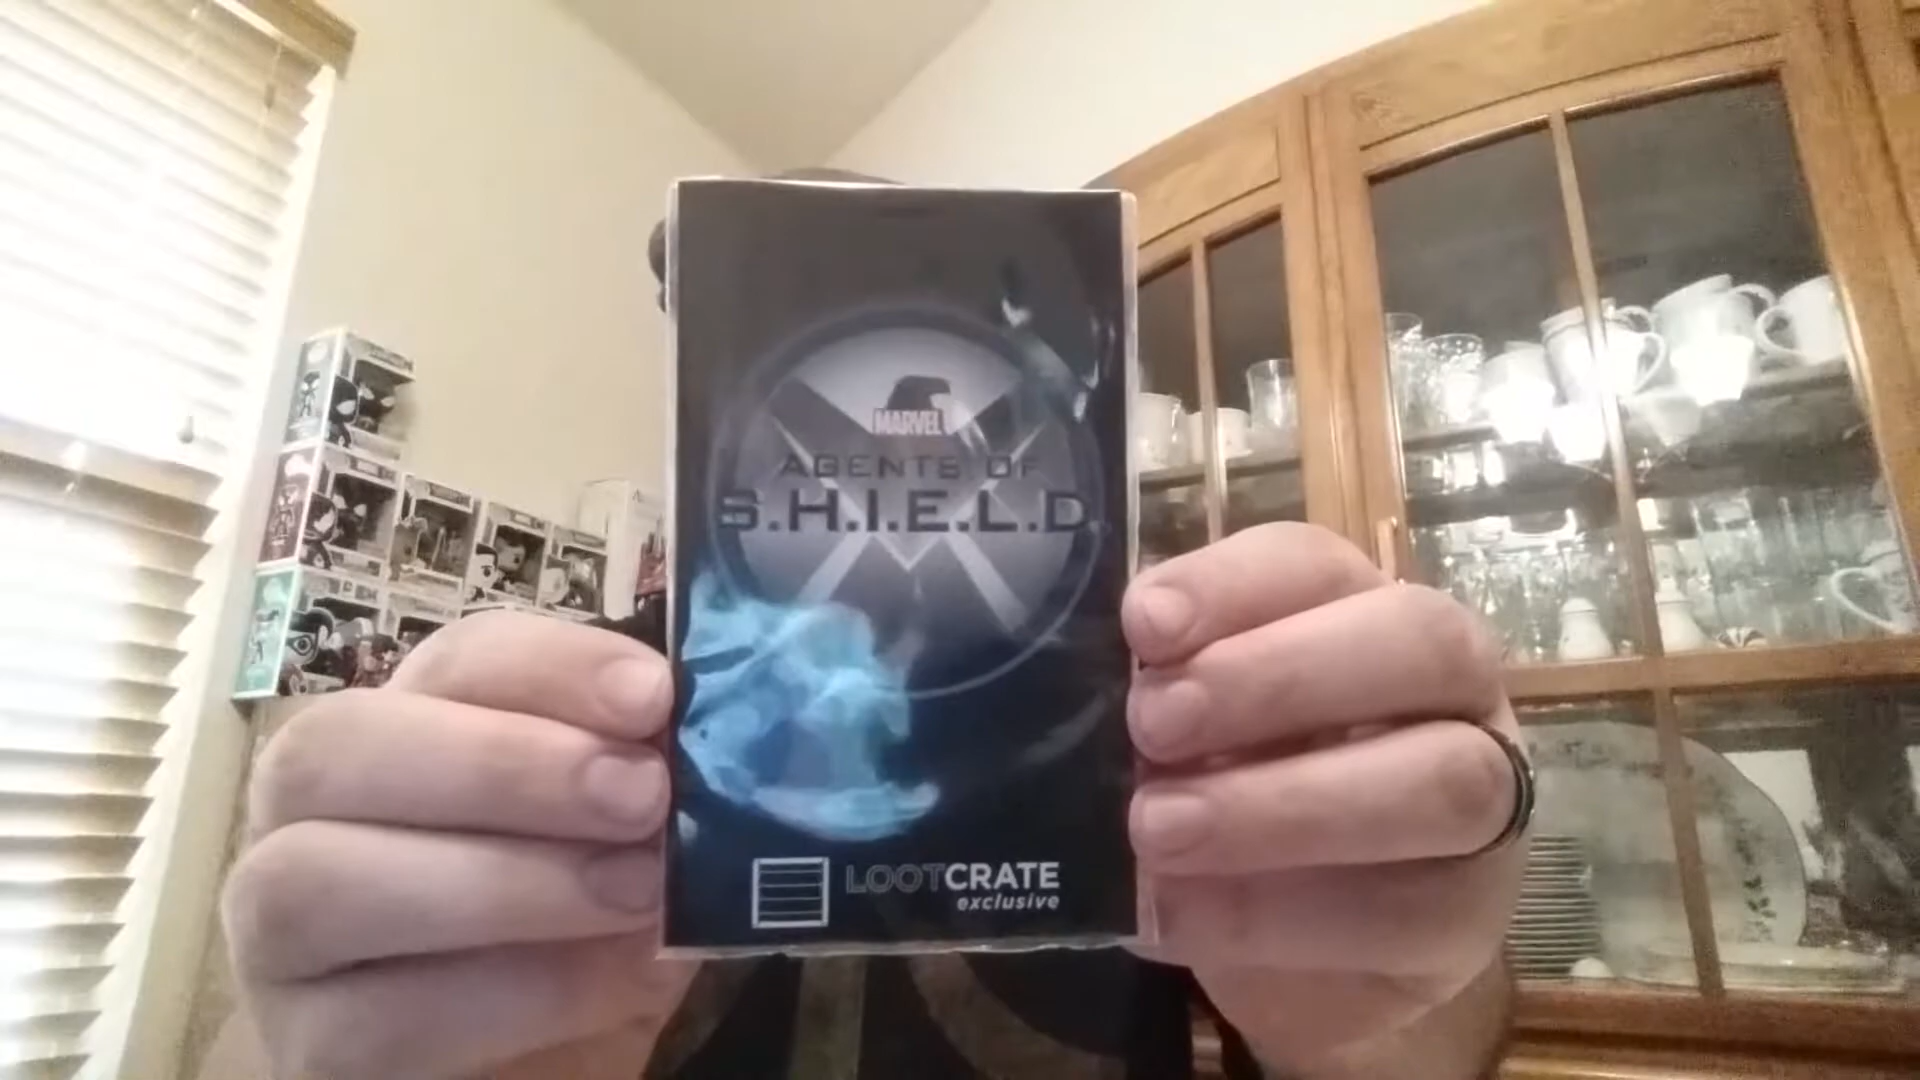 MARVEL
AGENTS OF
S.H.I.E.L.D.
LOOTCRATE
exclusive